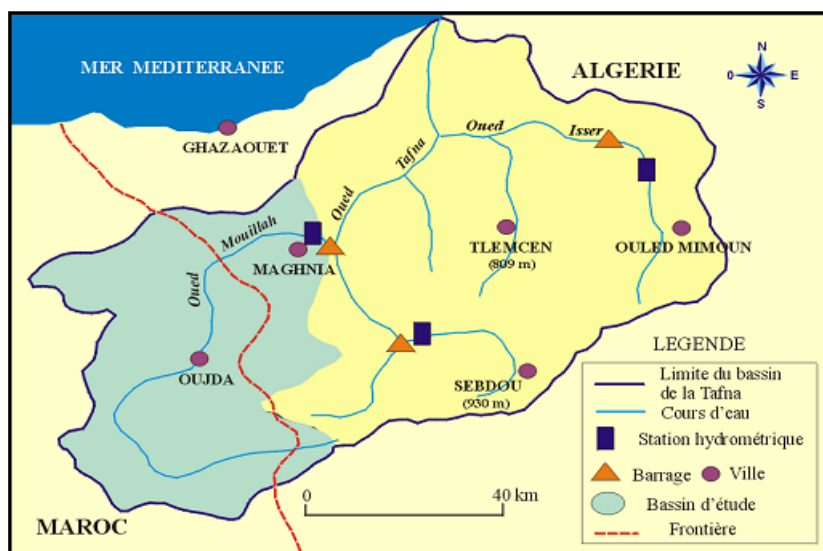 MER MEDITERRANEE
ALGERIE
N
O E
S
GHAZAOUET
Oued
Isser
Tafna
Oued
Mouillah
Oued
MAGHNIA
TLEMCEN
(809 m)
OULED MIMOUN
OUJDA
SEBDOU
(930 m)
MAROC
0 40 km
LEGENDE
Limite du bassin
de la Tafna
Cours d'eau
Station hydrométrique
Barrage Ville
Bassin d'étude
Frontière